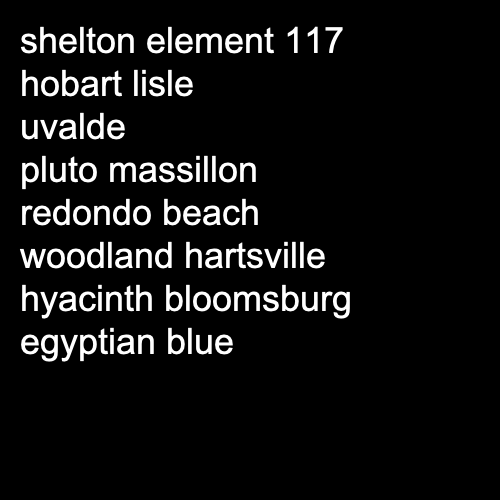 shelton element 117
hobart lisle
uvalde
pluto massillon
redondo beach
woodland hartsville
hyacinth bloomsburg
egyptian blue